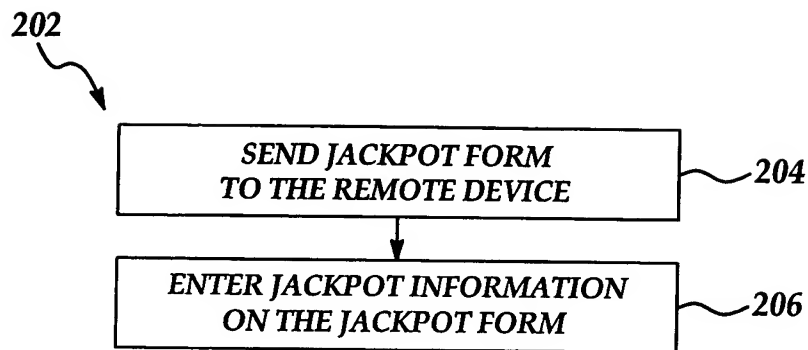 202
SEND JACKPOT FORM
TO THE REMOTE DEVICE
204
ENTER JACKPOT INFORMATION
ON THE JACKPOT FORM
206